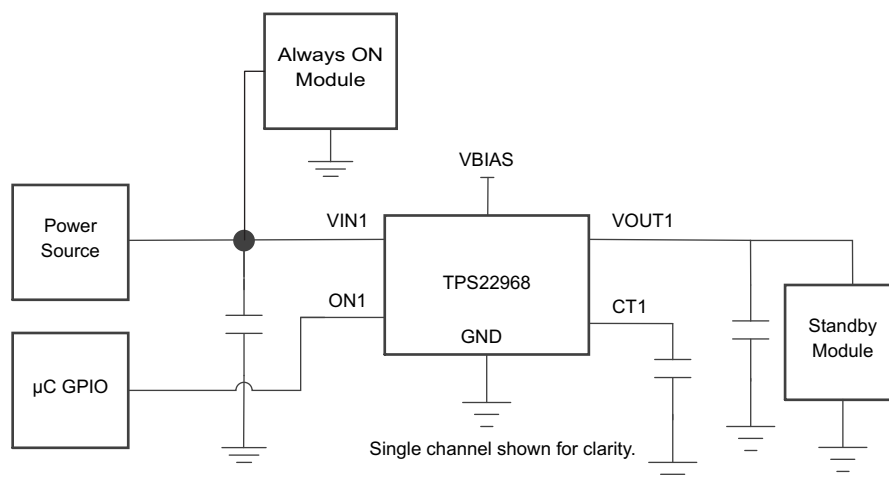 Always ON
Module
VBIAS
Power
Source
VIN1
VOUT1
TPS22968
ON1
CT1
GND
Standby
Module
µC GPIO
Single channel shown for clarity.